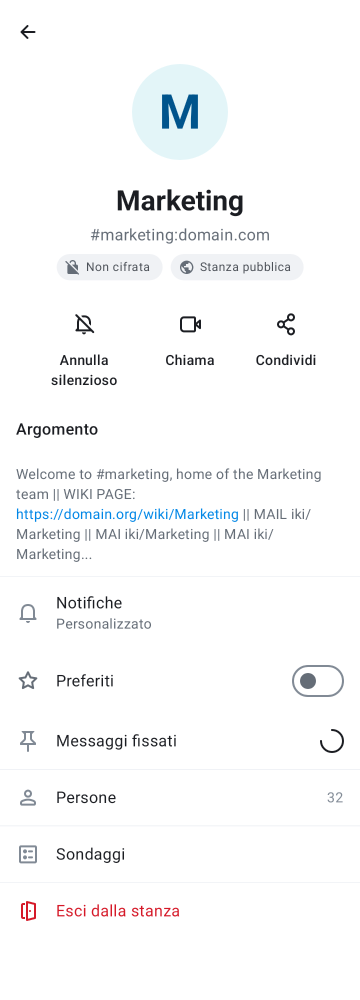 M
Marketing
#marketing:domain.com
Non cifrata
Stanza pubblica
Annulla
silenzioso
Chiama
Condividi
Argomento
Welcome to #marketing, home of the Marketing
team || WIKI PAGE:
https://domain.org/wiki/Marketing || MAIL iki/
Marketing || MAI iki/Marketing || MAI iki/
Marketing...
Notifiche
Personalizzato
Preferiti
Messaggi fissati
Persone
32
Sondaggi
Esci dalla stanza